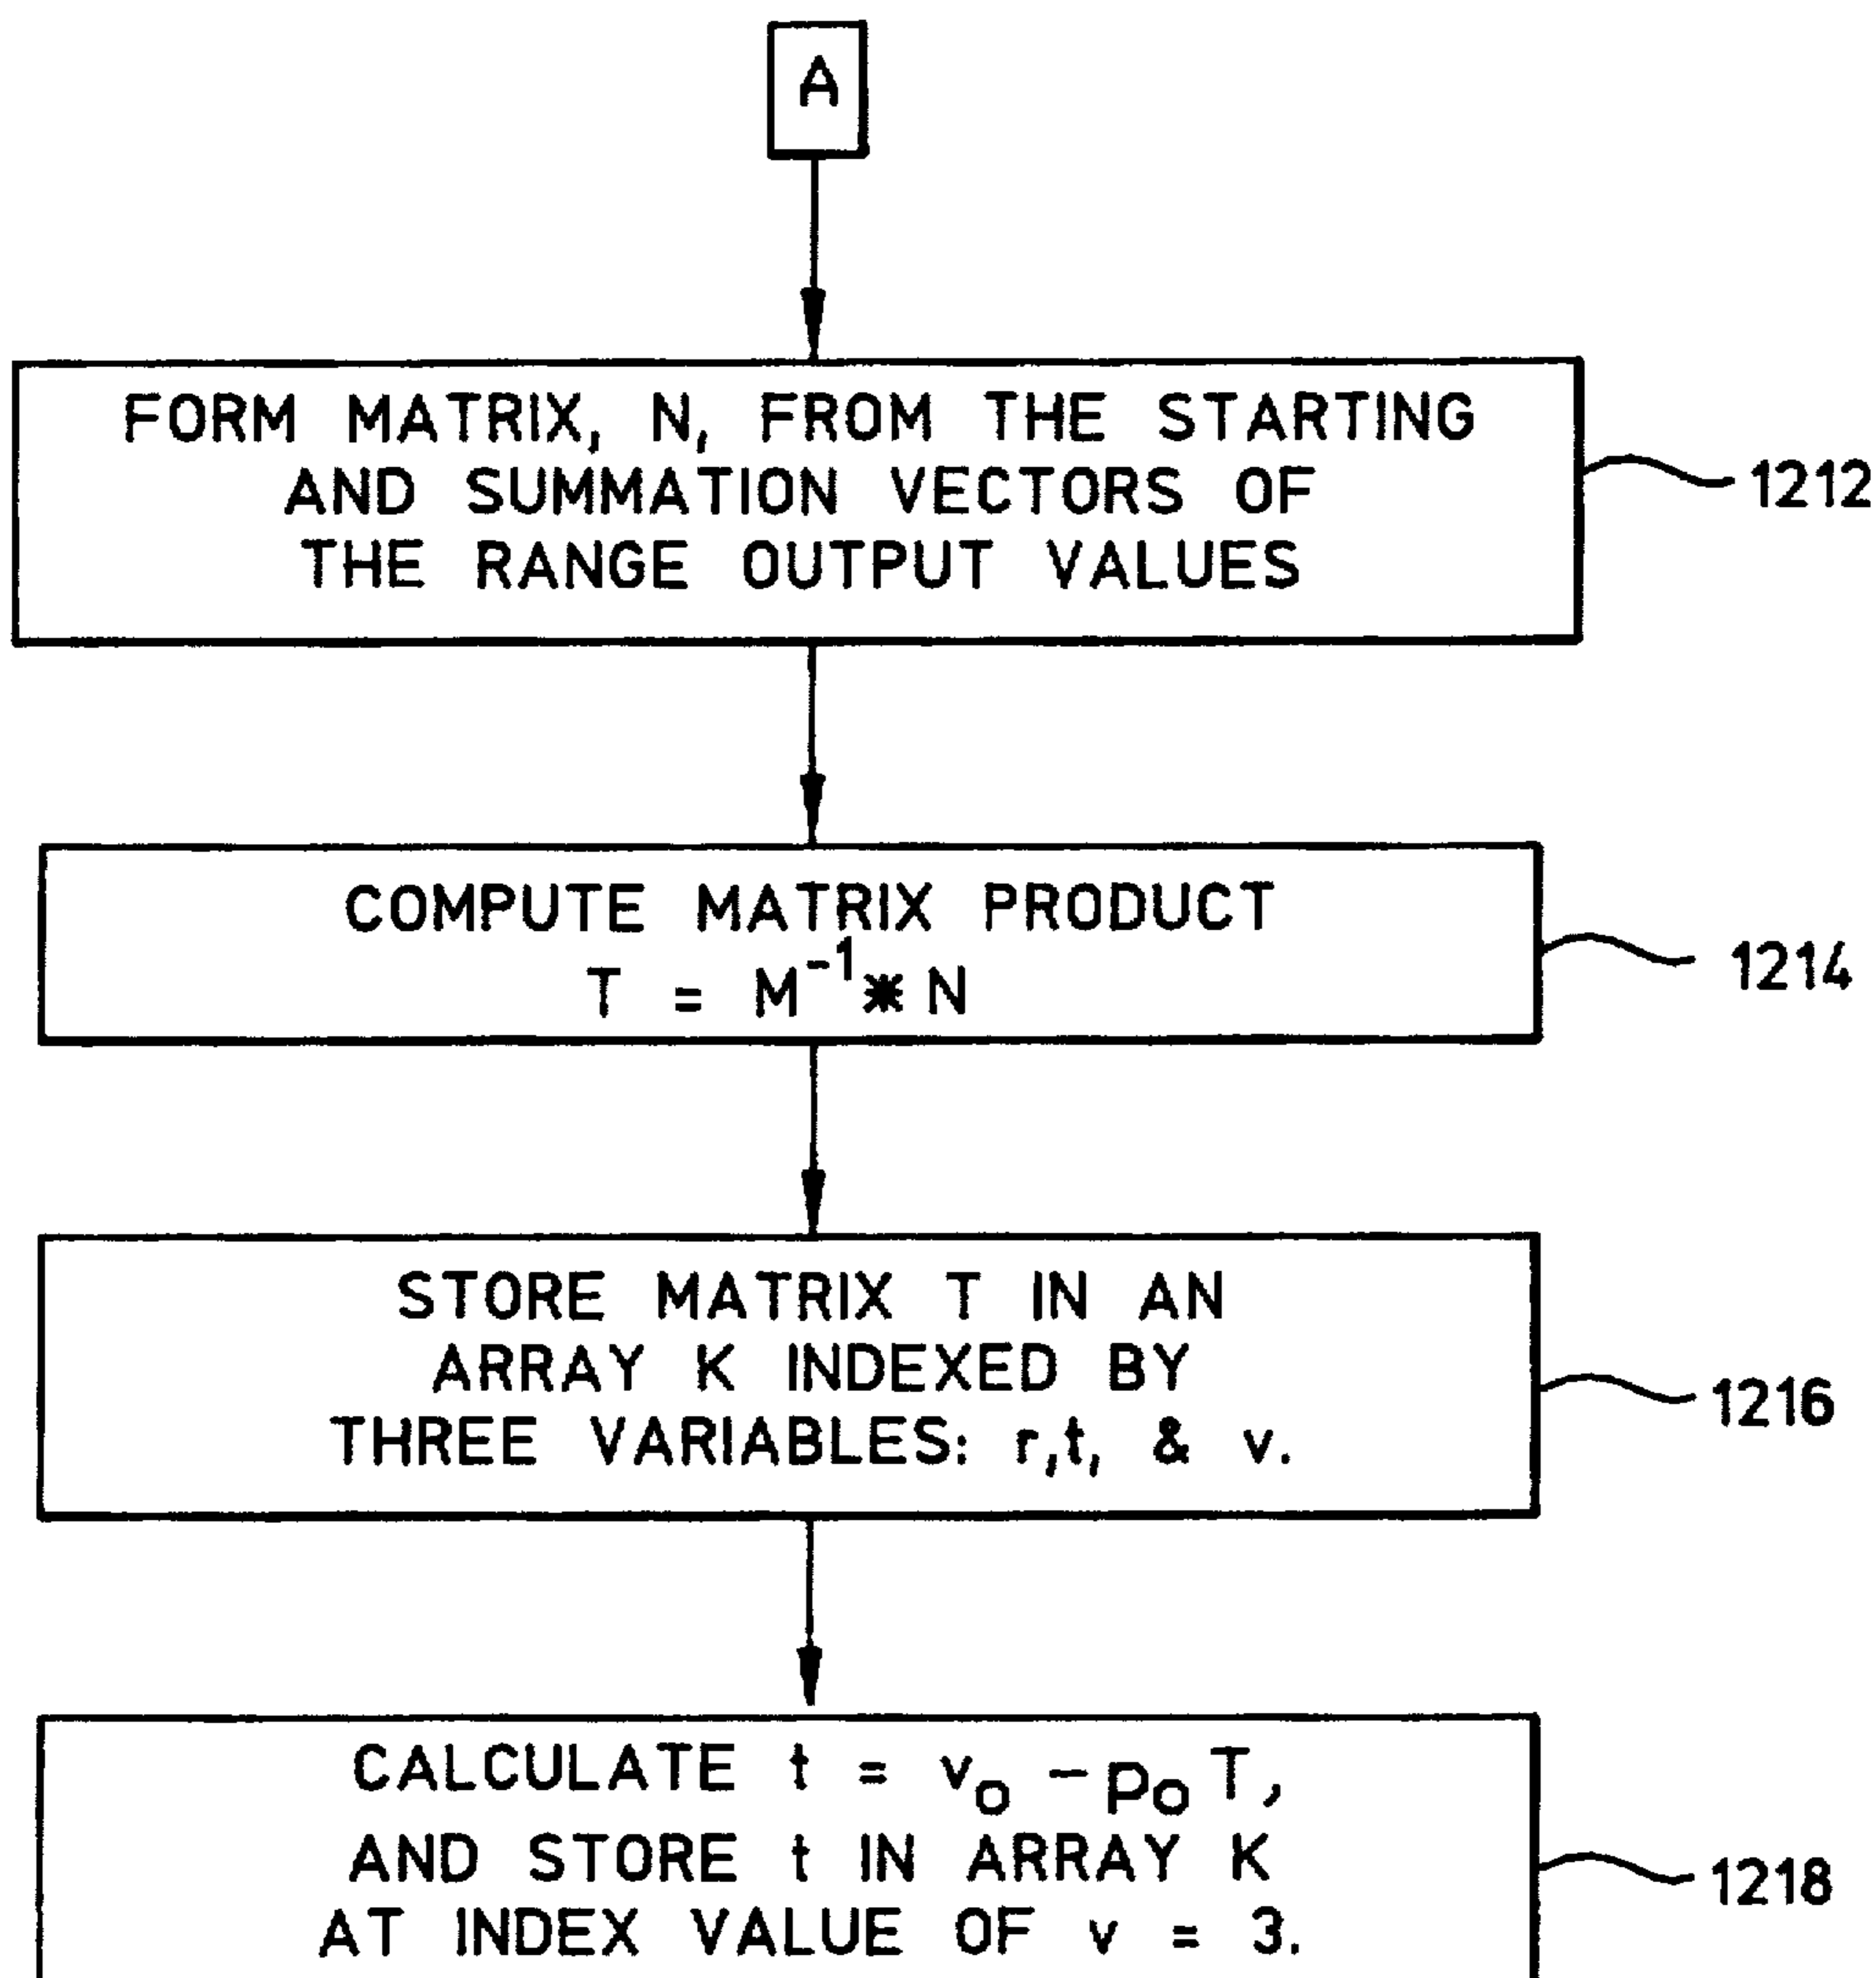 A
FORM MATRIX, N, FROM THE STARTING
AND SUMMATION VECTORS OF
THE RANGE OUTPUT VALUES
1212
COMPUTE MATRIX PRODUCT
T = M⁻¹ * N
1214
STORE MATRIX T IN AN
ARRAY K INDEXED BY
THREE VARIABLES: r,t, & v.
1216
CALCULATE t = v₀ - p₀ T,
AND STORE t IN ARRAY K
AT INDEX VALUE OF v = 3.
1218